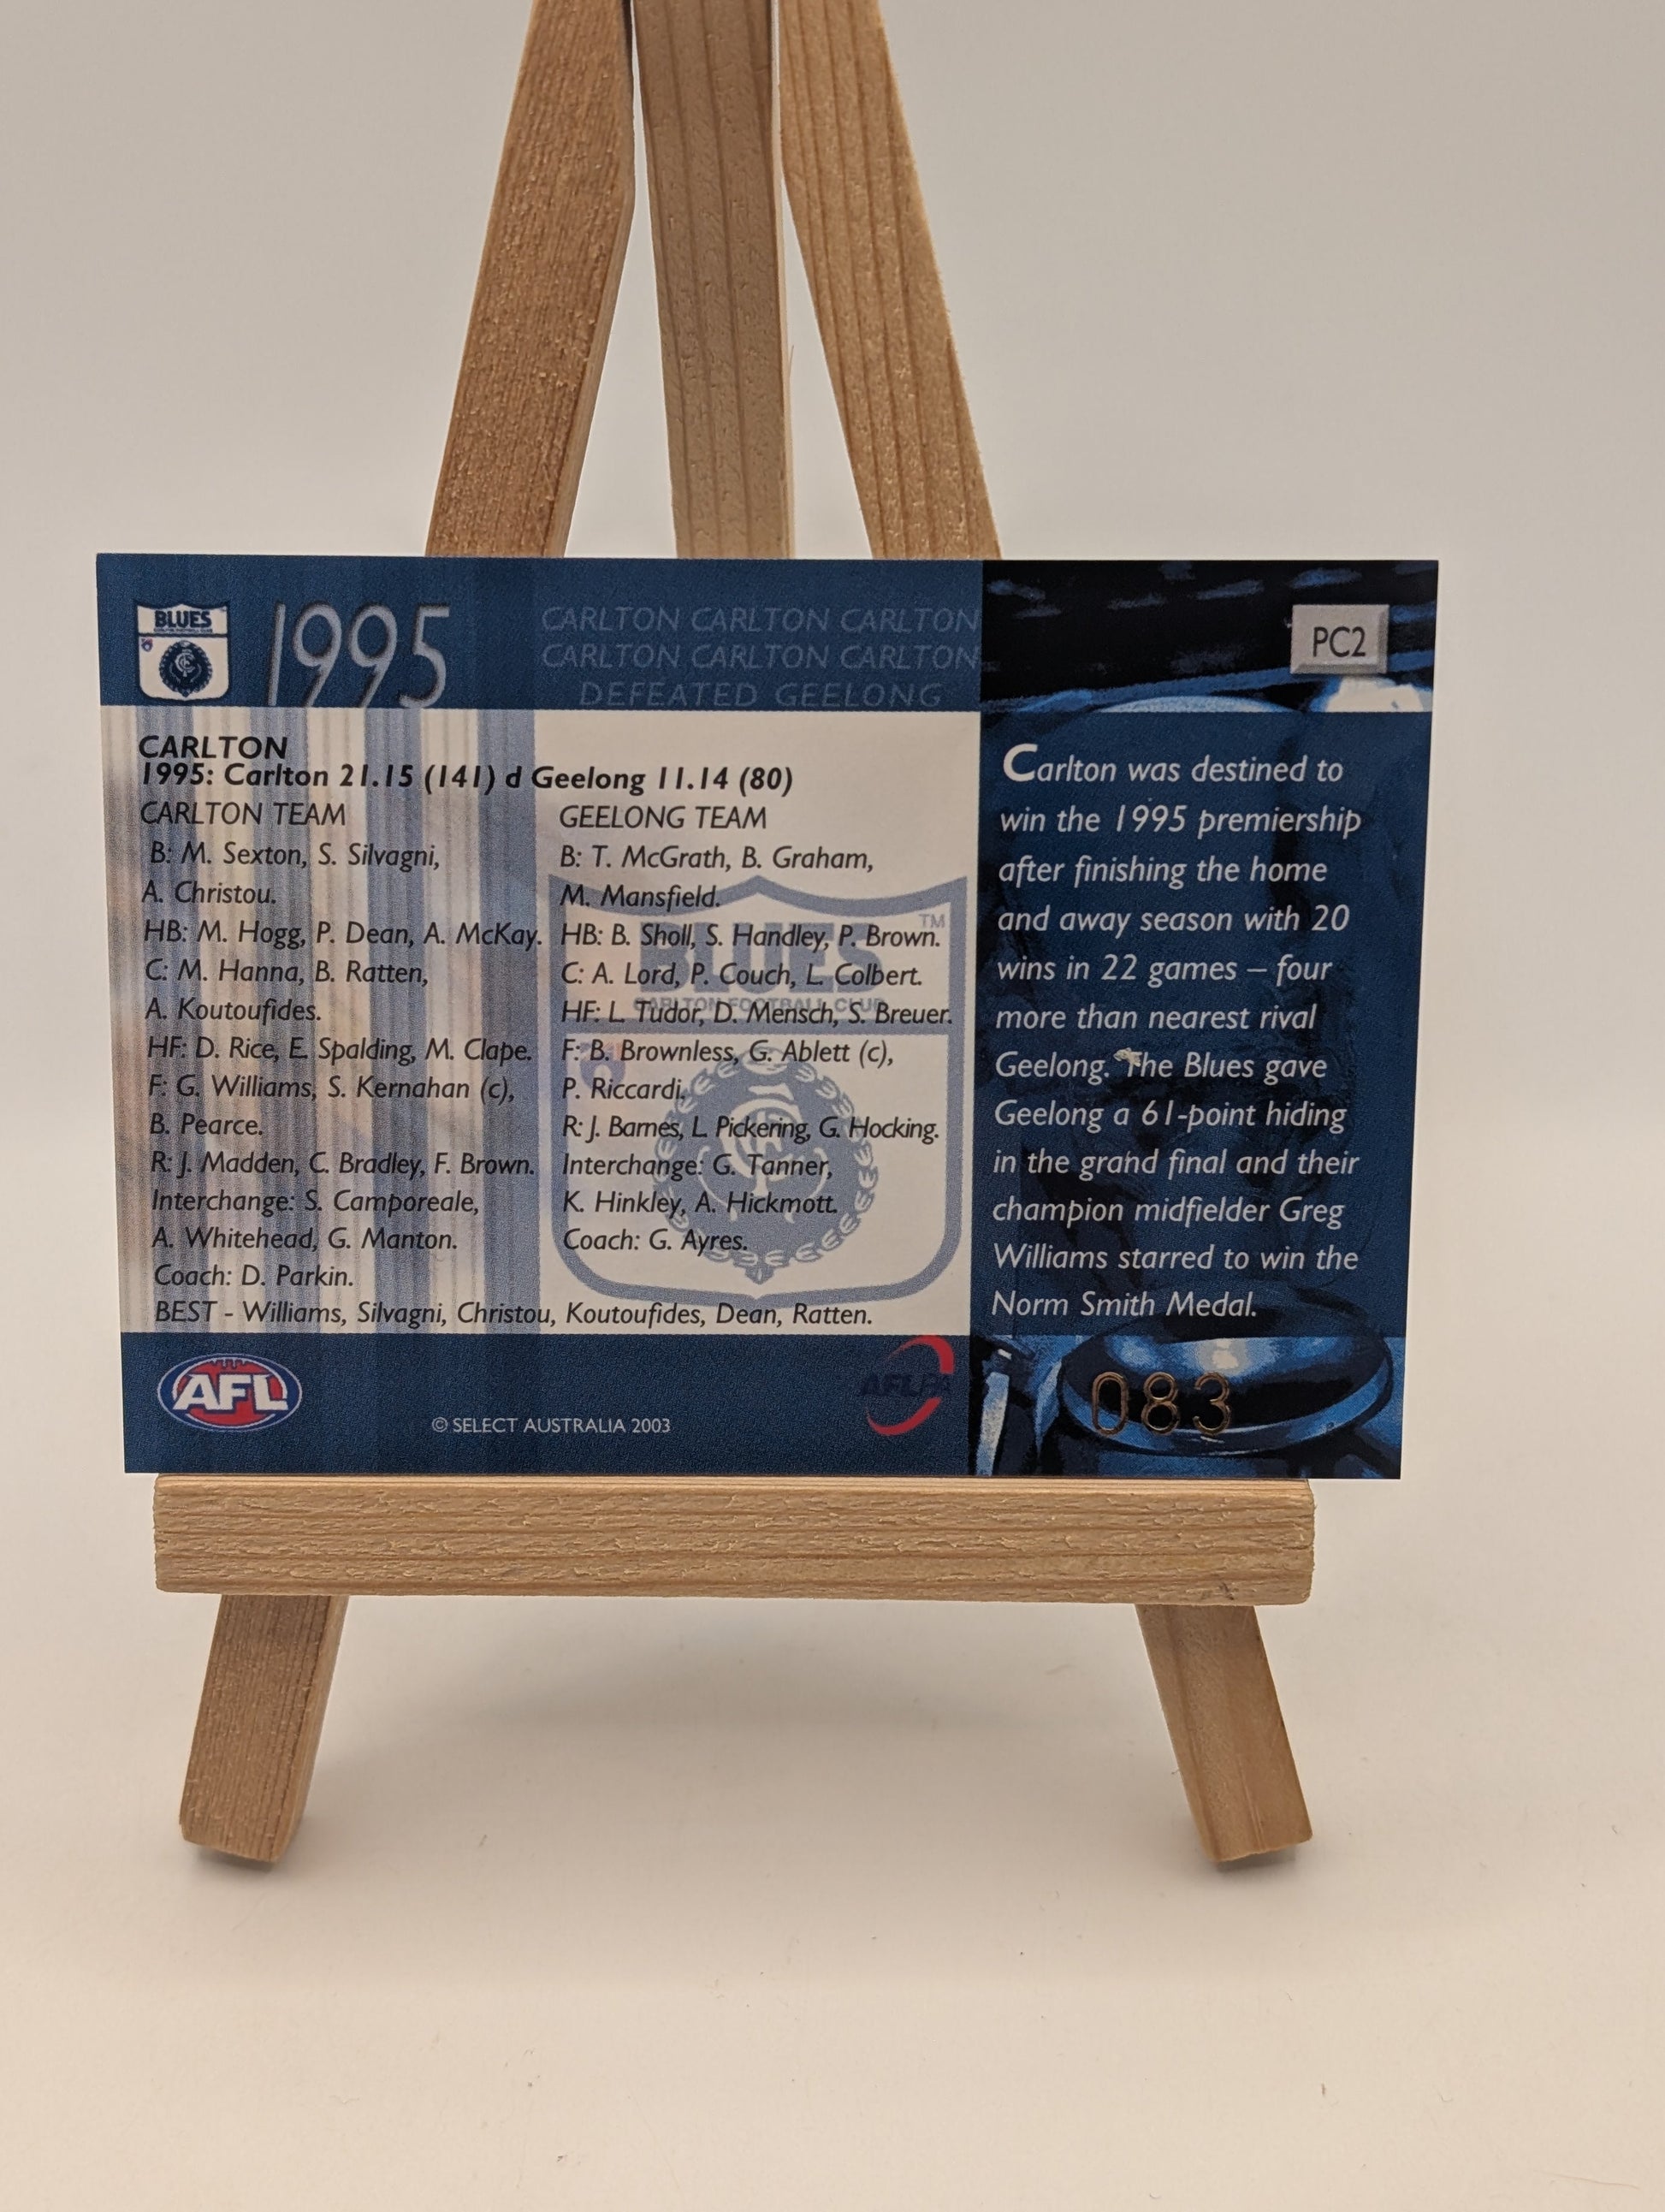 BLUES
1995
CARLTON CARLTON CARLTON
CARLTON CARLTON CARLTON
DEFEATED GEELONG
PC2
CARLTON
1995: Carlton 21.15 (141) d Geelong 11.14 (80)
CARLTON TEAM
B: M. Sexton, S. Silvagni,
A. Christou.
HB: M. Hogg, P. Dean, A. McKay.
C: M. Hanna, B. Ratten,
A. Koutoufides.
HF: D. Rice, E. Spalding, M. Clape.
F: G. Williams, S. Kernahan (c),
B. Pearce.
R: J. Madden, C. Bradley, F. Brown.
Interchange: S. Camporeale,
A. Whitehead, G. Manton.
Coach: D. Parkin.
BEST - Williams, Silvagni, Christou, Koutoufides, Dean, Ratten.
GEELONG TEAM
B: T. McGrath, B. Graham,
M. Mansfield.
HB: B. Sholl, S. Handley, P. Brown.
C: A. Lord, P. Couch, L. Colbert.
HF: L. Tudor, D. Mensch, S. Breuer.
F: B. Brownless, G. Ablett (c),
P. Riccardi.
R: J. Barnes, L. Pickering, G. Hocking.
Interchange: G. Tanner,
K. Hinkley, A. Hickmott.
Coach: G. Ayres.
BLUES
TM
CARLTON FOOTBALL CLUB
Carlton was destined to
win the 1995 premiership
after finishing the home
and away season with 20
wins in 22 games – four
more than nearest rival
Geelong. The Blues gave
Geelong a 61-point hiding
in the grand final and their
champion midfielder Greg
Williams starred to win the
Norm Smith Medal.
AFL
© SELECT AUSTRALIA 2003
AFLPA
083